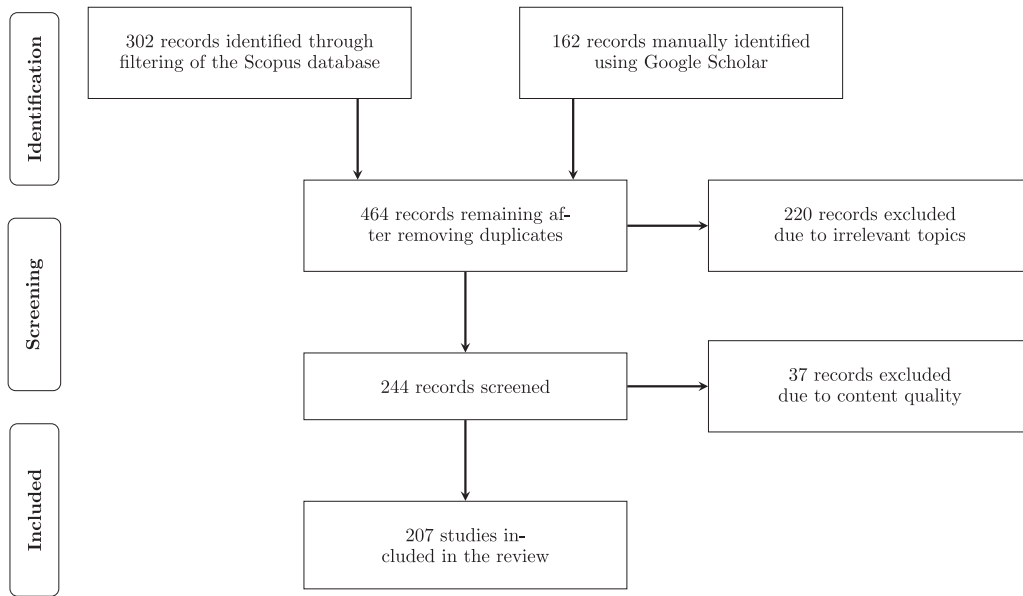 Identification
302 records identified through
filtering of the Scopus database
162 records manually identified
using Google Scholar
464 records remaining af-
ter removing duplicates
220 records excluded
due to irrelevant topics
Screening
244 records screened
37 records excluded
due to content quality
Included
207 studies in-
cluded in the review